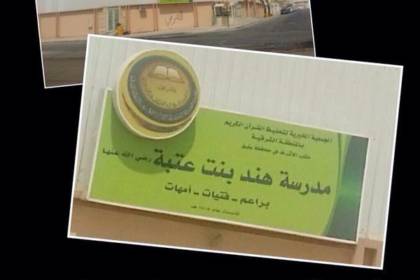 الجمعية الخيرية لتحفيظ القرآن الكريم
بالمنطقة الشرقية
مدرسة هند بنت عتبة رضي الله عنها
براعم - فتيات - أمهات